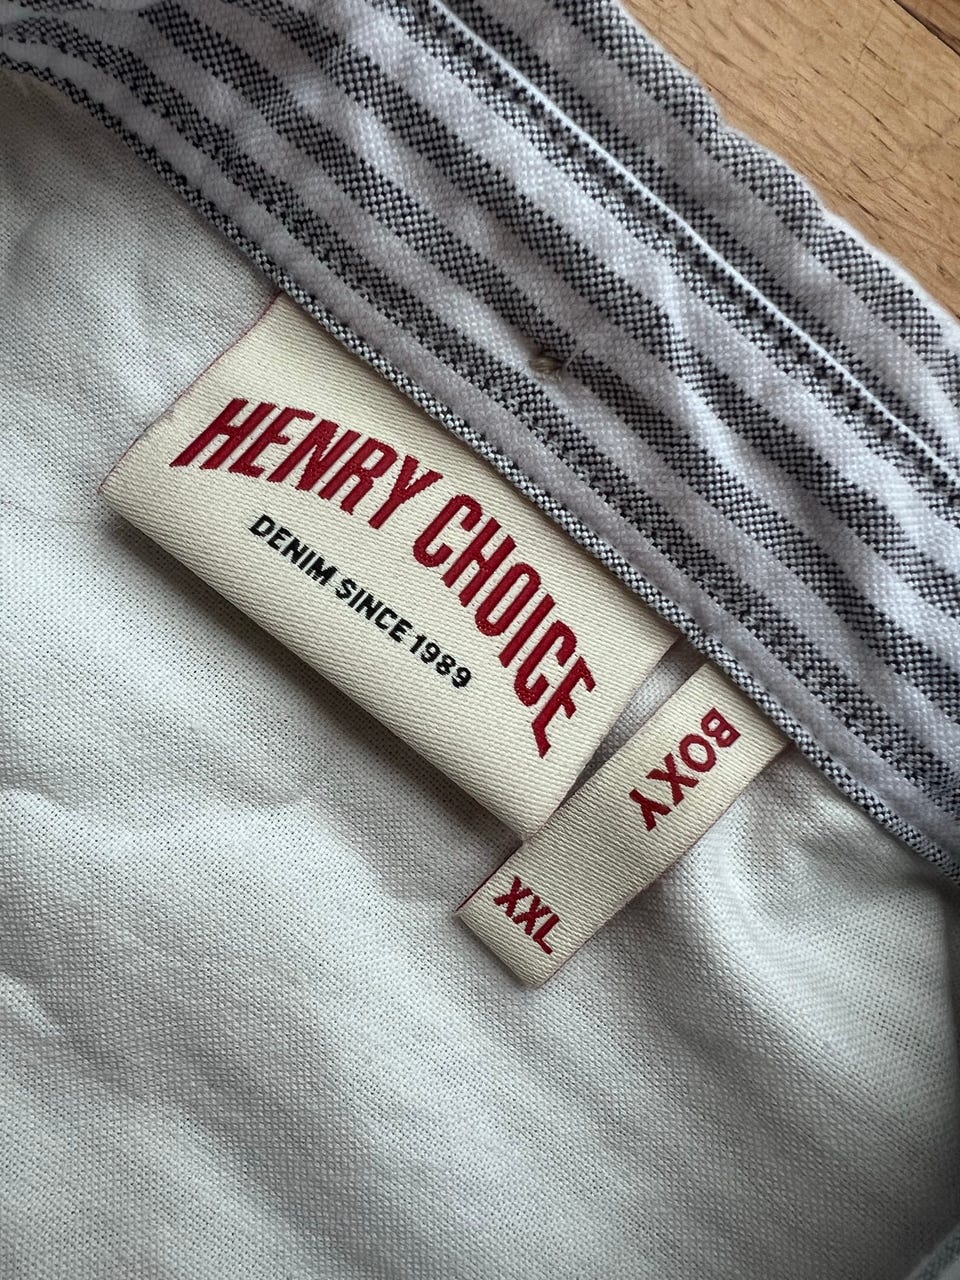 HENRY CHOICE
DENIM SINCE 1989
BOXY
XXL